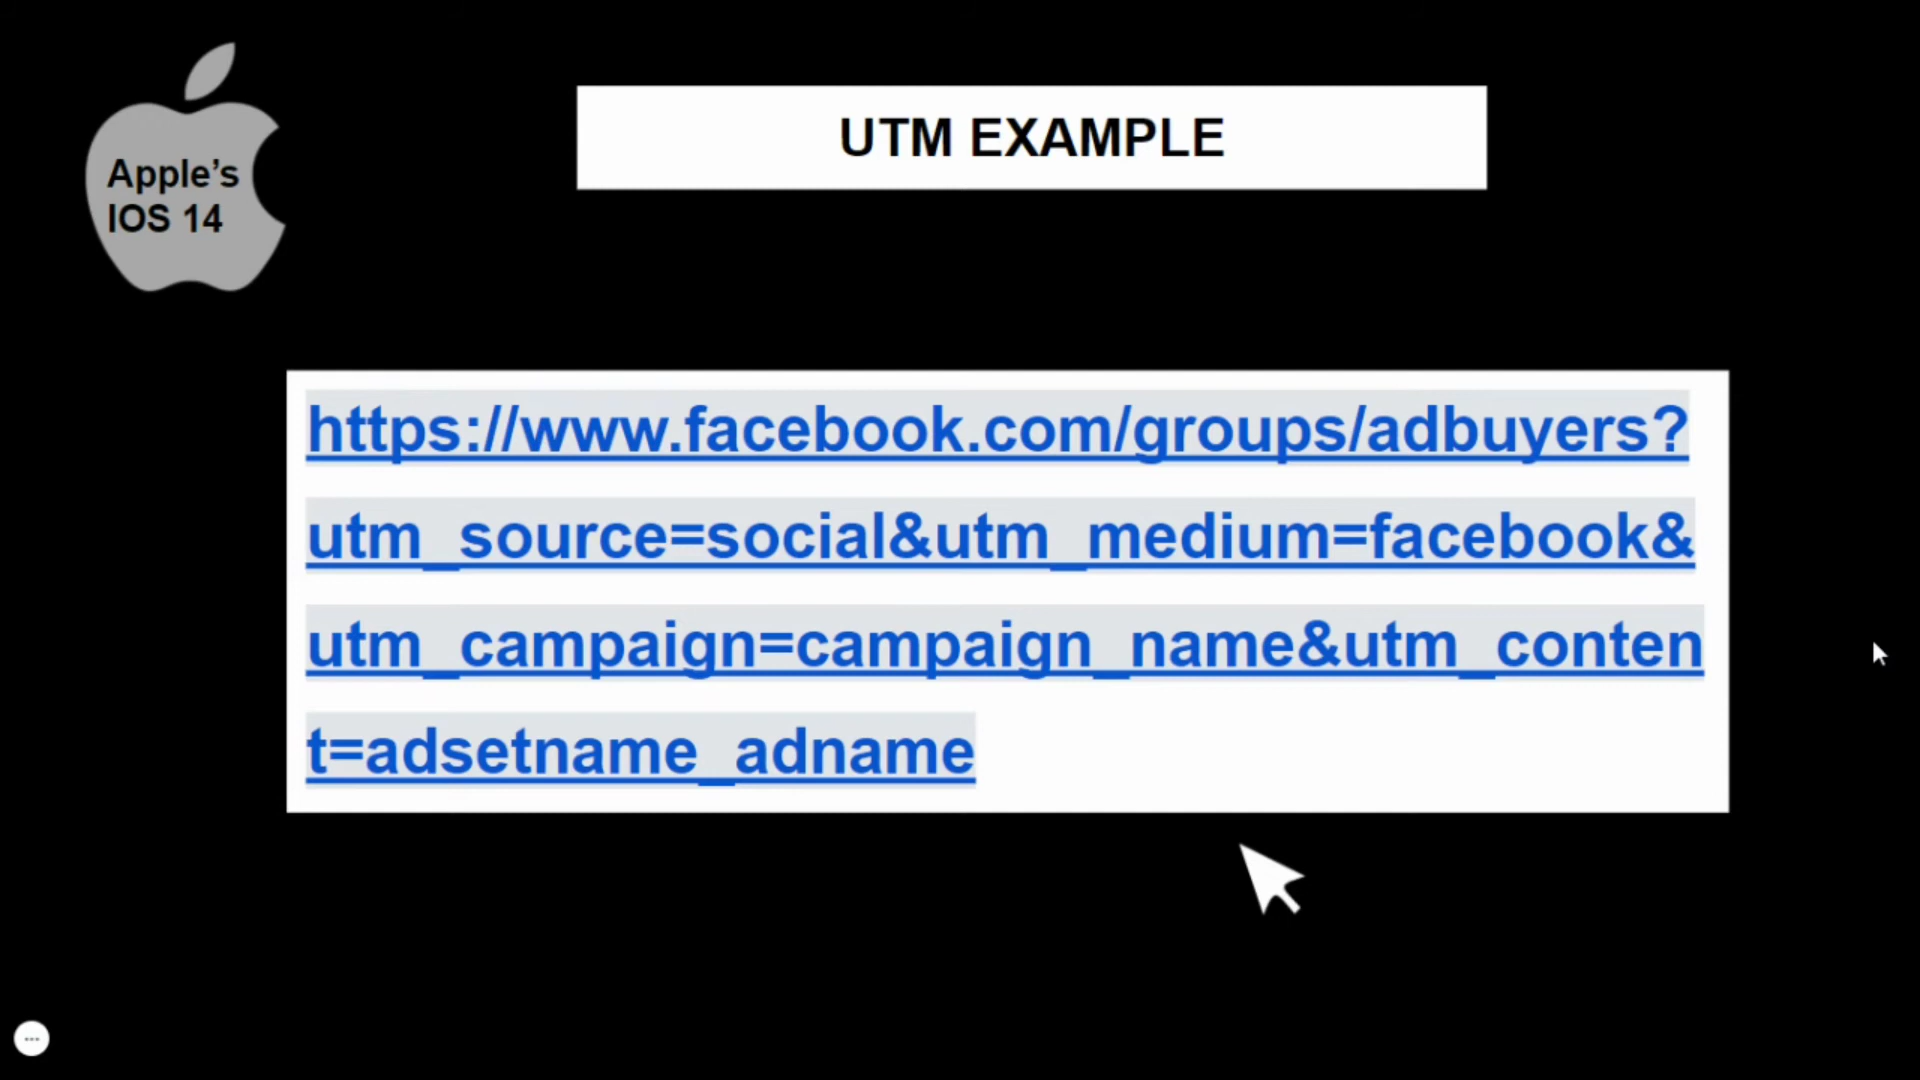 Apple’s
IOS 14
UTM EXAMPLE
https://www.facebook.com/groups/adbuyers?
utm_source=social&utm_medium=facebook&
utm_campaign=campaign_name&utm_conten
t=adsetname_adname